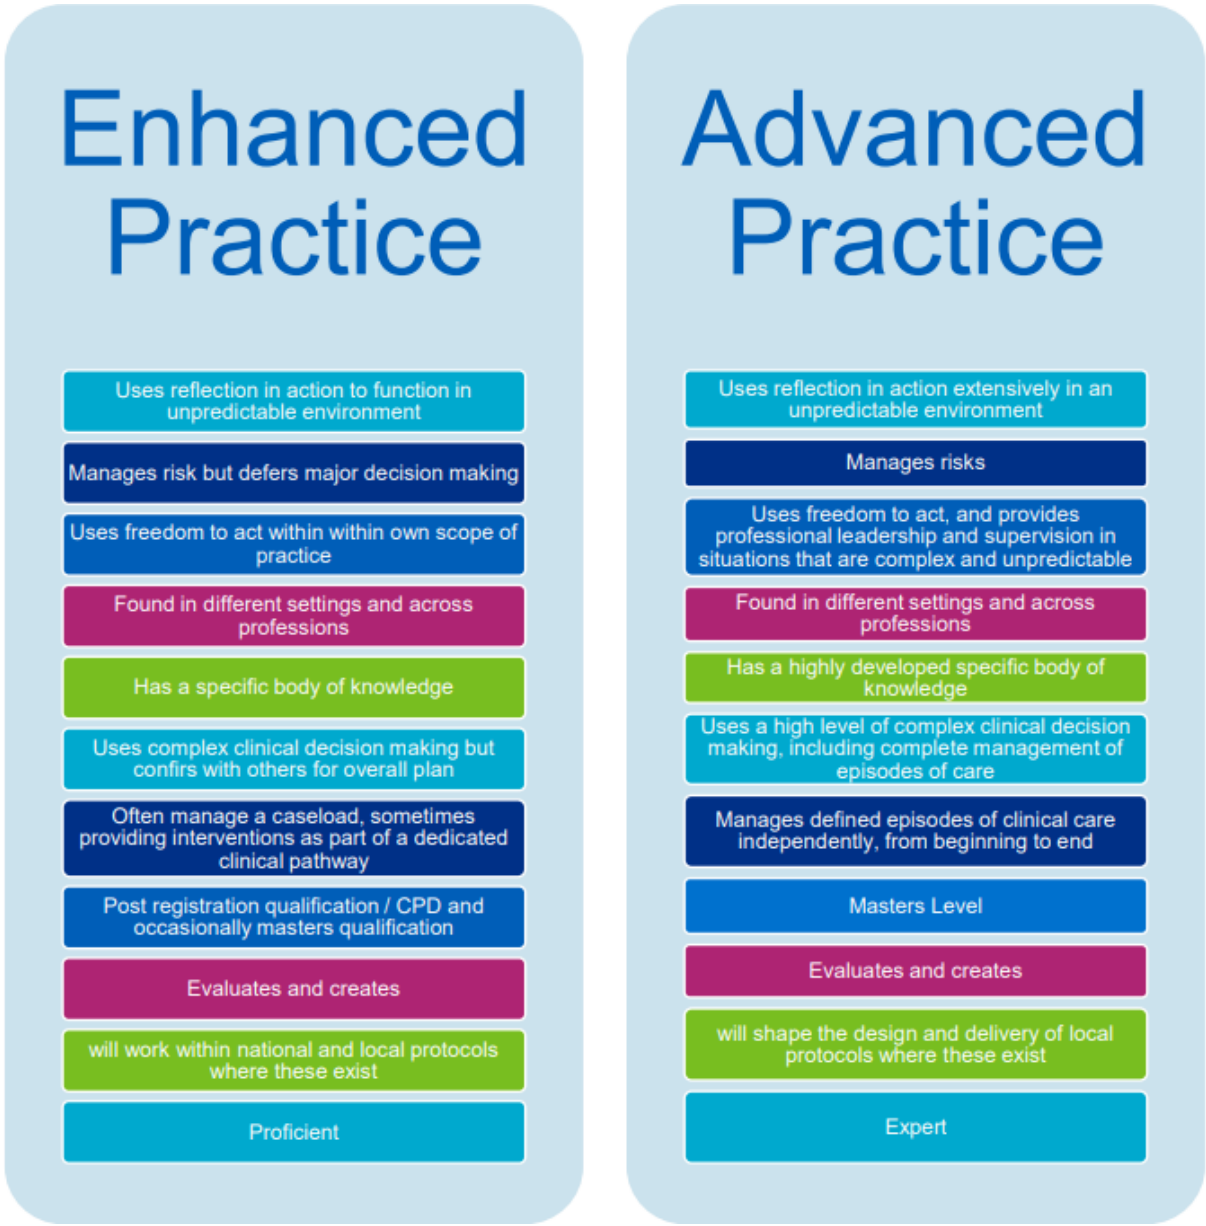 Enhanced
Practice
Uses reflection in action to function in
unpredictable environment
Manages risk but defers major decision making
Uses freedom to act within within own scope of
practice
Found in different settings and across
professions
Has a specific body of knowledge
Uses complex clinical decision making but
confirs with others for overall plan
Often manage a caseload, sometimes
providing interventions as part of a dedicated
clinical pathway
Post registration qualification / CPD and
occasionally masters qualification
Evaluates and creates
will work within national and local protocols
where these exist
Proficient
Advanced
Practice
Uses reflection in action extensively in an
unpredictable environment
Manages risks
Uses freedom to act, and provides
professional leadership and supervision in
situations that are complex and unpredictable
Found in different settings and across
professions
Has a highly developed specific body of
knowledge
Uses a high level of complex clinical decision
making, including complete management of
episodes of care
Manages defined episodes of clinical care
independently, from beginning to end
Masters Level
Evaluates and creates
will shape the design and delivery of local
protocols where these exist
Expert